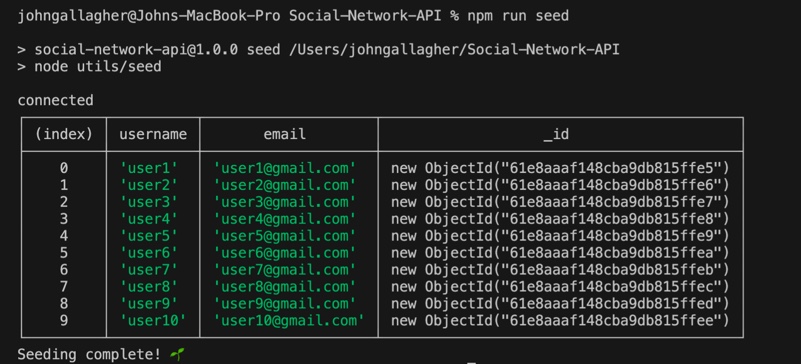 johngallagher@Johns-MacBook-Pro Social-Network-API % npm run seed
> social-network-api@1.0.0 seed /Users/johngallagher/Social-Network-API
> node utils/seed
connected
(index) username email _id
0 'user1' 'user1@gmail.com' new ObjectId("61e8aaaf148cba9db815ffe5")
1 'user2' 'user2@gmail.com' new ObjectId("61e8aaaf148cba9db815ffe6")
2 'user3' 'user3@gmail.com' new ObjectId("61e8aaaf148cba9db815ffe7")
3 'user4' 'user4@gmail.com' new ObjectId("61e8aaaf148cba9db815ffe8")
4 'user5' 'user5@gmail.com' new ObjectId("61e8aaaf148cba9db815ffe9")
5 'user6' 'user6@gmail.com' new ObjectId("61e8aaaf148cba9db815ffea")
6 'user7' 'user7@gmail.com' new ObjectId("61e8aaaf148cba9db815ffeb")
7 'user8' 'user8@gmail.com' new ObjectId("61e8aaaf148cba9db815ffec")
8 'user9' 'user9@gmail.com' new ObjectId("61e8aaaf148cba9db815ffed")
9 'user10' 'user10@gmail.com' new ObjectId("61e8aaaf148cba9db815ffee")
Seeding complete! 🌱